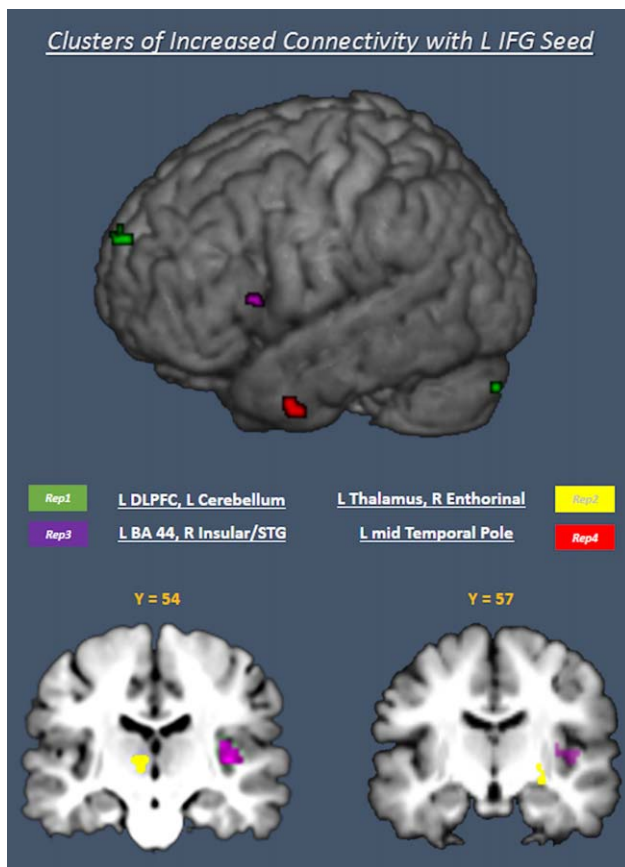 Clusters of Increased Connectivity with L IFG Seed
Rep1 L DLPFC, L Cerebellum L Thalamus, R Enthorinal Rep2
Rep3 L BA 44, R Insular/STG L mid Temporal Pole Rep4
Y = 54 Y = 57